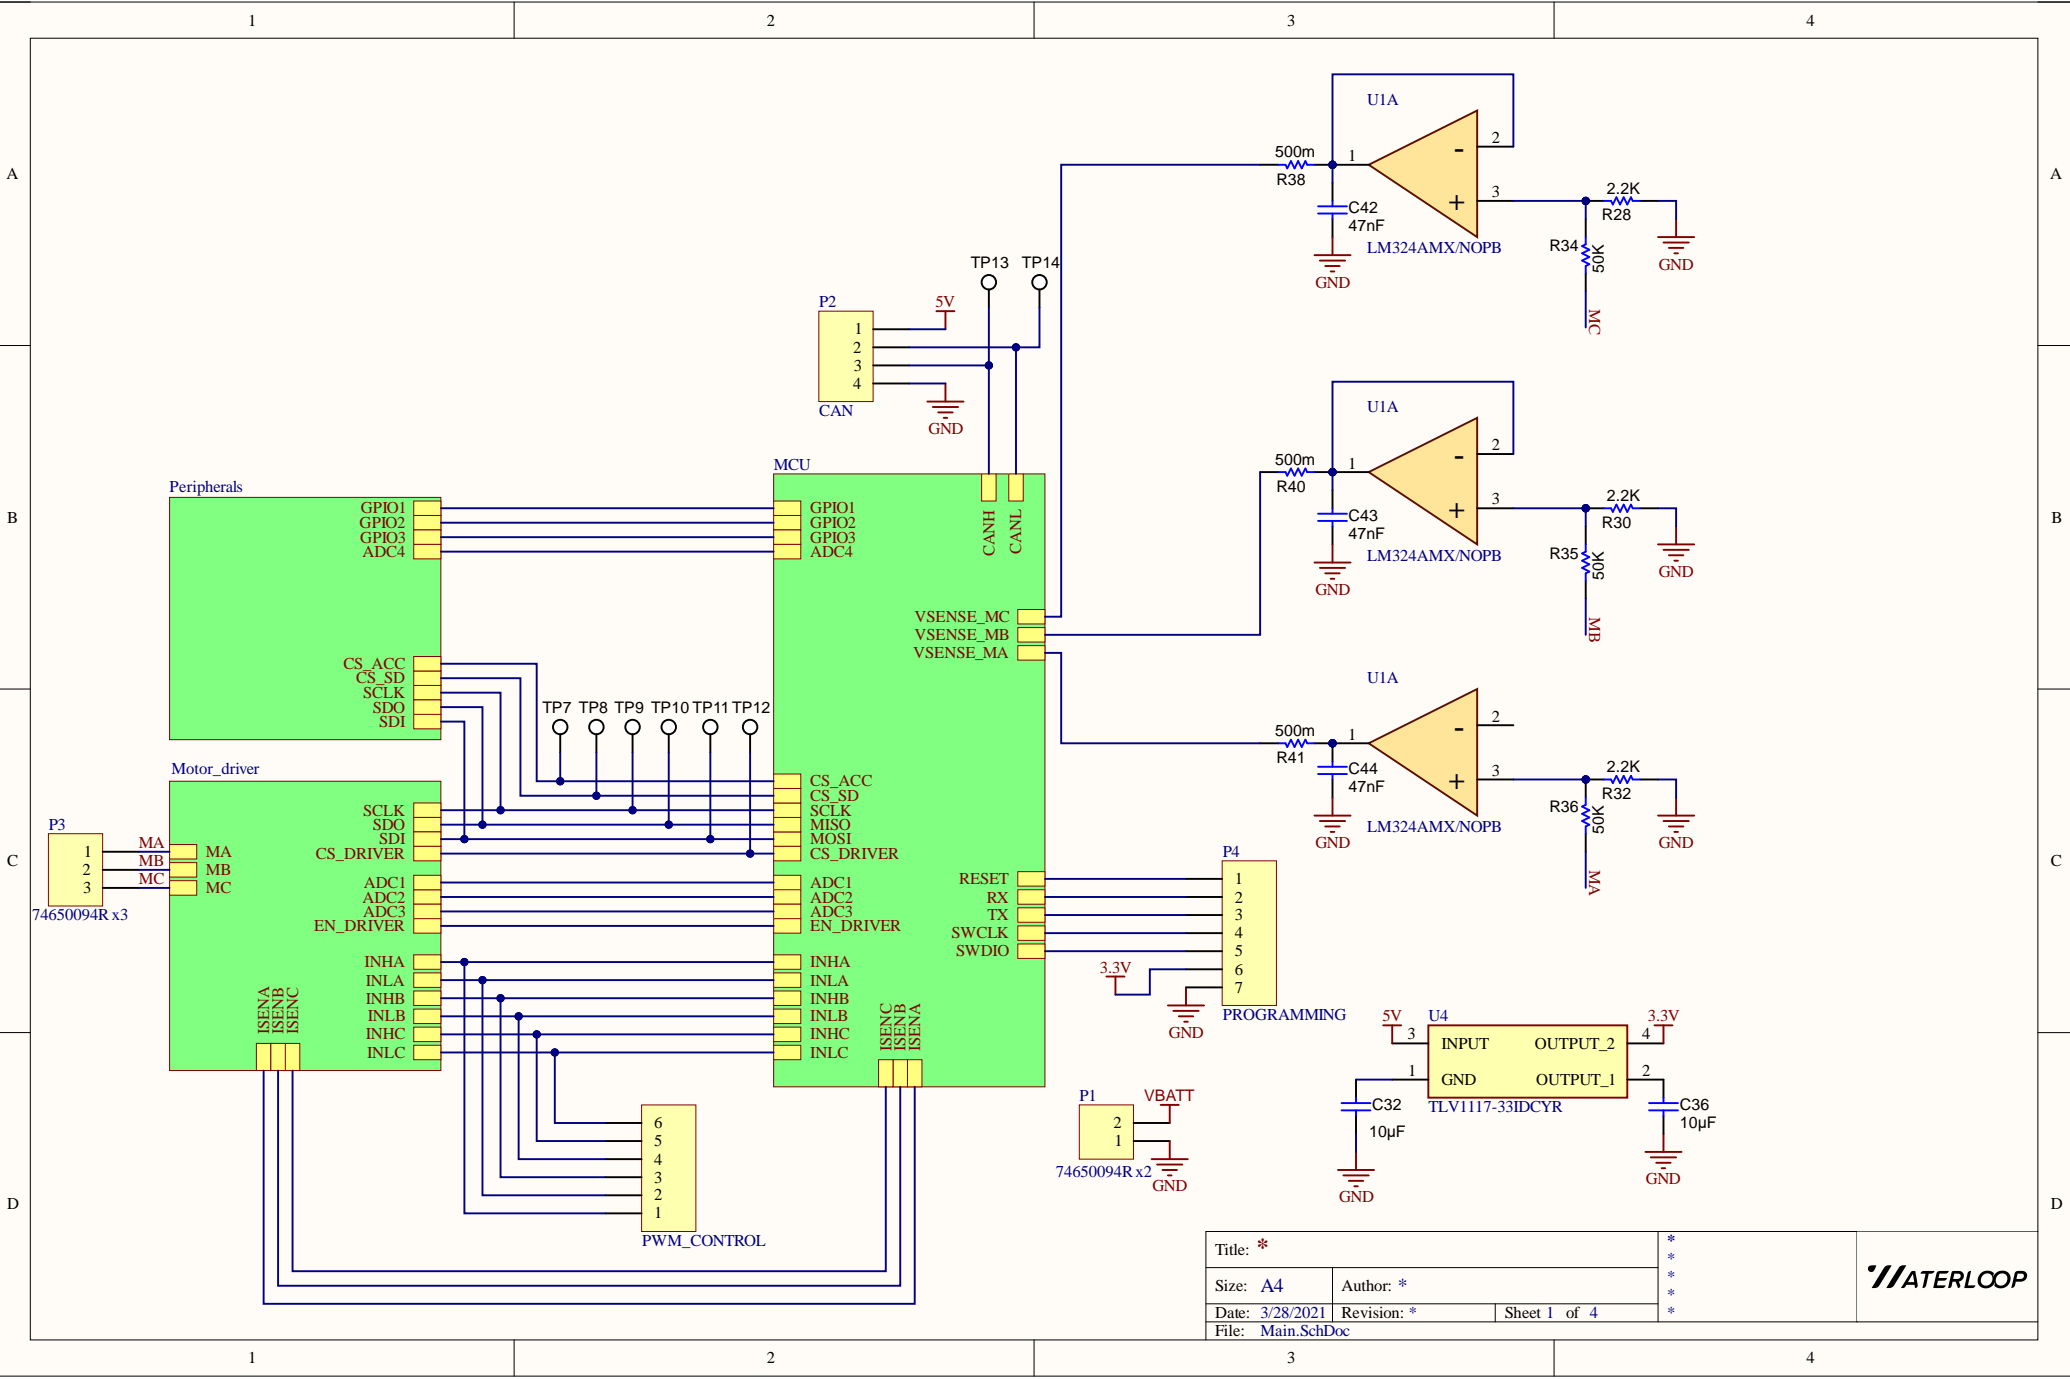 1 2 3 4
A A
B B
C C
D D
1 2 3 4
U1A
2
1
3
500m
R38
C42
47nF
GND
LM324AMX/NOPB
2.2K
R28
R34
50K
GND
MC
U1A
2
1
3
500m
R40
C43
47nF
GND
LM324AMX/NOPB
2.2K
R30
R35
50K
GND
MB
U1A
2
1
3
500m
R41
C44
47nF
GND
LM324AMX/NOPB
2.2K
R32
R36
50K
GND
MA
TP13 TP14
P2
5V
1
2
3
4
CAN
GND
Peripherals
GPIO1
GPIO2
GPIO3
ADC4
CS_ACC
CS_SD
SCLK
SDO
SDI
TP7 TP8 TP9 TP10 TP11 TP12
MCU
GPIO1
GPIO2
GPIO3
ADC4
CANH
CANL
VSENSE_MC
VSENSE_MB
VSENSE_MA
CS_ACC
CS_SD
SCLK
MISO
MOSI
CS_DRIVER
ADC1
ADC2
ADC3
EN_DRIVER
INHA
INLA
INHB
INLB
INHC
INLC
RESET
RX
TX
SWCLK
SWDIO
ISENC
ISENB
ISENA
Motor_driver
SCLK
SDO
SDI
CS_DRIVER
ADC1
ADC2
ADC3
EN_DRIVER
INHA
INLA
INHB
INLB
INHC
INLC
MA
MB
MC
ISENA
ISENB
ISENC
P3
1 MA
2 MB
3 MC
74650094R x3
P4
1
2
3
4
5
6
7
3.3V
GND
PROGRAMMING
6
5
4
3
2
1
PWM_CONTROL
P1
VBATT
2
1
74650094R x2
GND
U4
5V
3.3V
3 INPUT OUTPUT_2 4
1 GND OUTPUT_1 2
TLV1117-33IDCYR
C32
10µF
GND
C36
10µF
GND
Title: *
Size: A4 Author: *
Date: 3/28/2021 Revision: * Sheet 1 of 4
File: Main.SchDoc
*
*
*
*
*
WATERLOOP